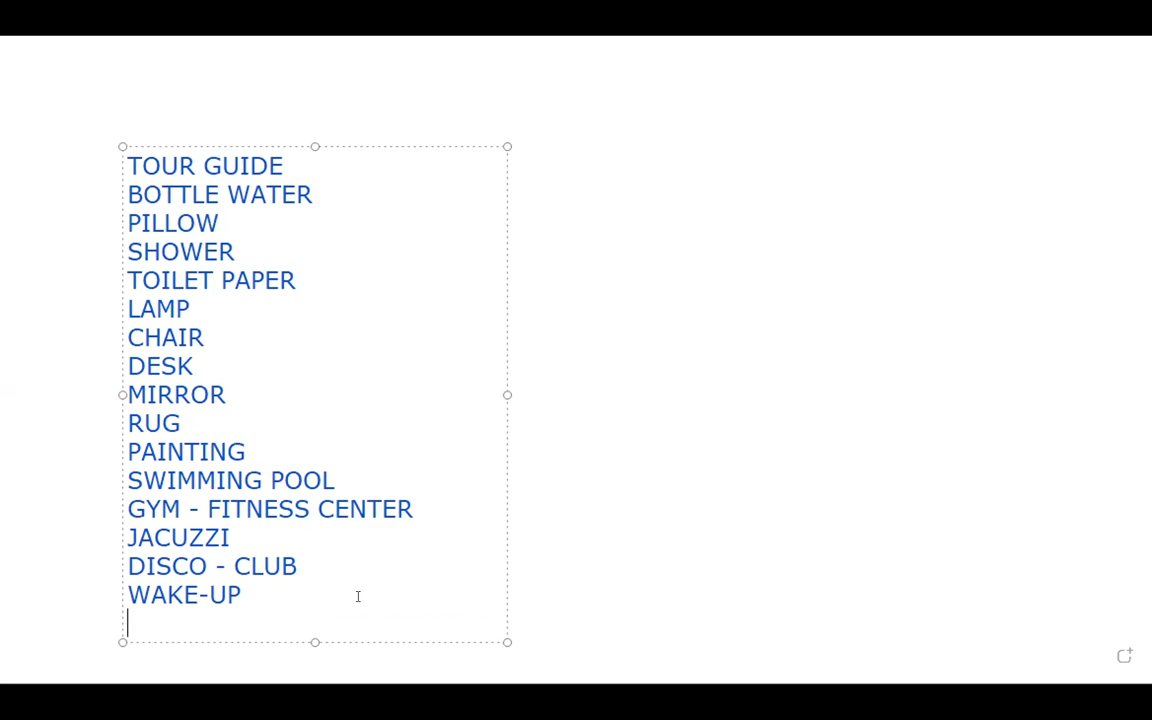 TOUR GUIDE
BOTTLE WATER
PILLOW
SHOWER
TOILET PAPER
LAMP
CHAIR
DESK
MIRROR
RUG
PAINTING
SWIMMING POOL
GYM - FITNESS CENTER
JACUZZI
DISCO - CLUB
WAKE-UP